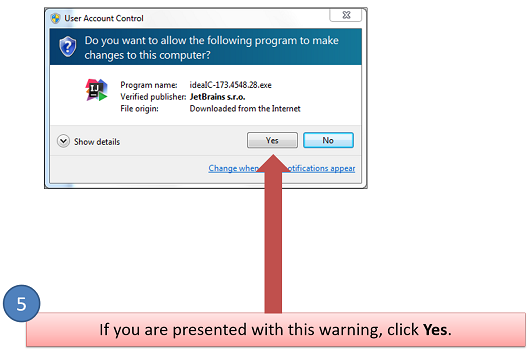 User Account Control
Do you want to allow the following program to make
changes to this computer?
Program name: ideaIC-173.4548.28.exe
Verified publisher: JetBrains s.r.o.
File origin: Downloaded from the Internet
Show details
Yes
No
Change when notifications appear
5
If you are presented with this warning, click Yes.